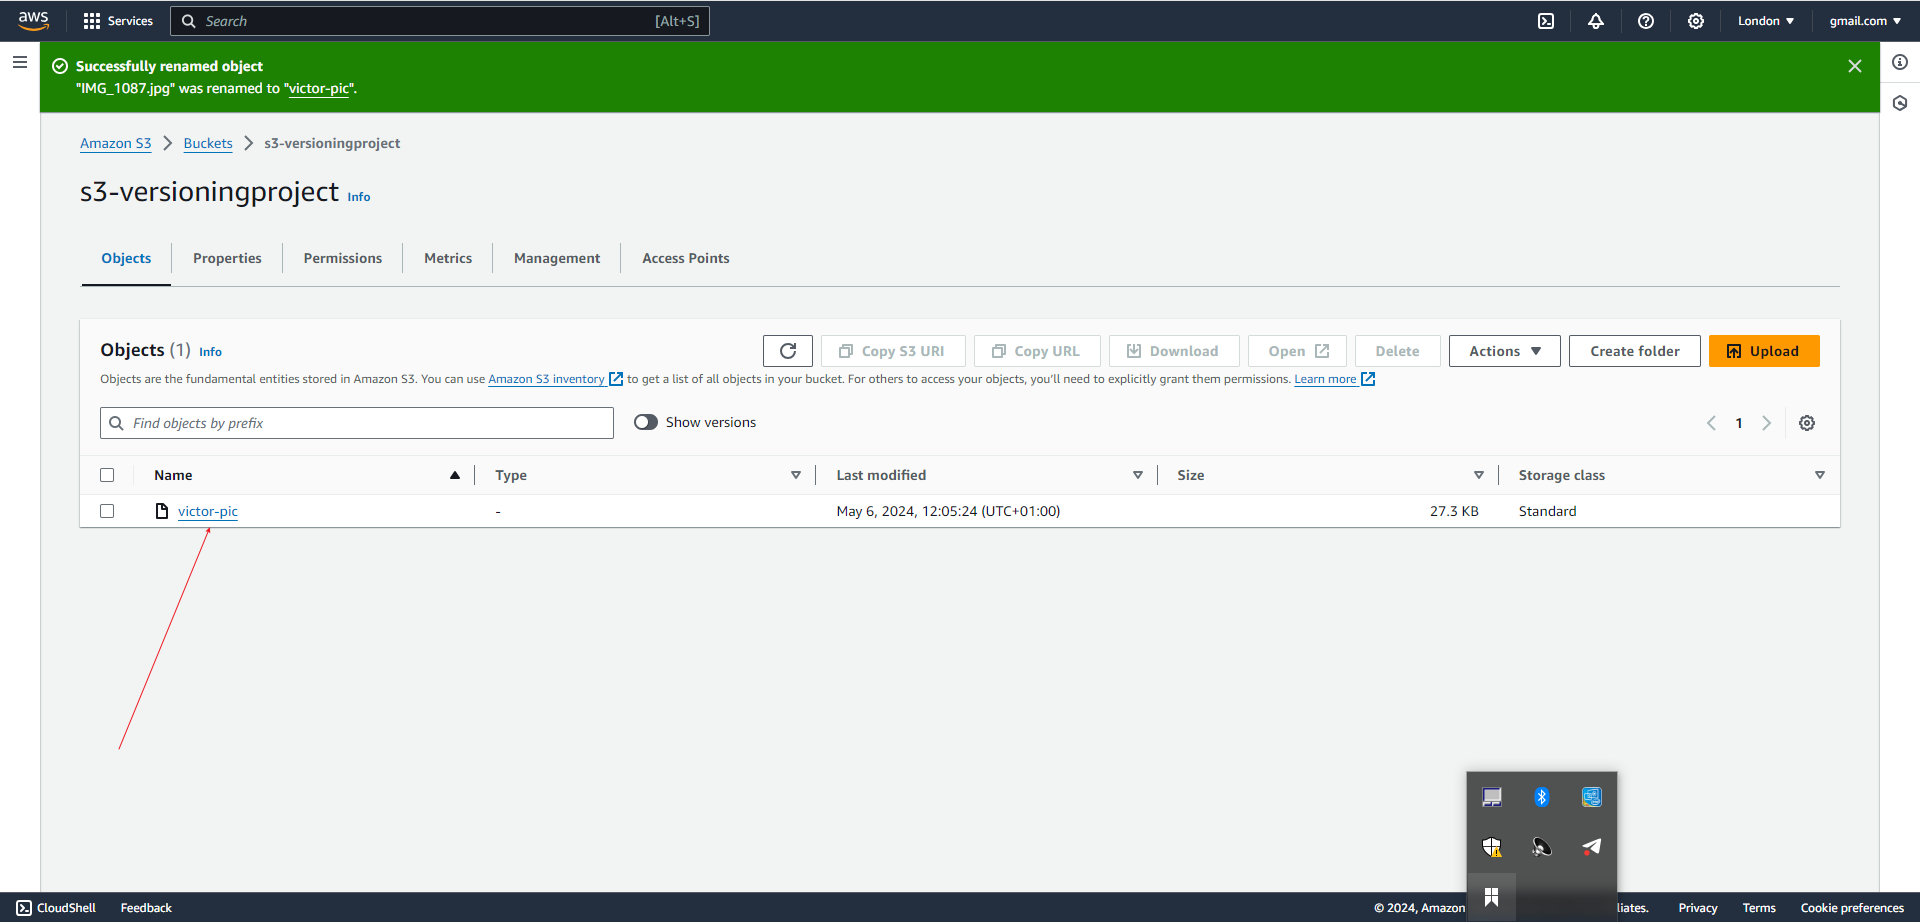 aws Services Search [Alt+S] London gmail.com
Successfully renamed object
"IMG_1087.jpg" was renamed to "victor-pic".
Amazon S3 Buckets s3-versioningproject
s3-versioningproject Info
Objects Properties Permissions Metrics Management Access Points
Objects (1) Info Copy S3 URI Copy URL Download Open Delete Actions Create folder Upload
Objects are the fundamental entities stored in Amazon S3. You can use Amazon S3 inventory to get a list of all objects in your bucket. For others to access your objects, you'll need to explicitly grant them permissions. Learn more
Find objects by prefix Show versions 1
Name Type Last modified Size Storage class
victor-pic - May 6, 2024, 12:05:24 (UTC+01:00) 27.3 KB Standard
CloudShell Feedback © 2024, Amazon liates. Privacy Terms Cookie preferences